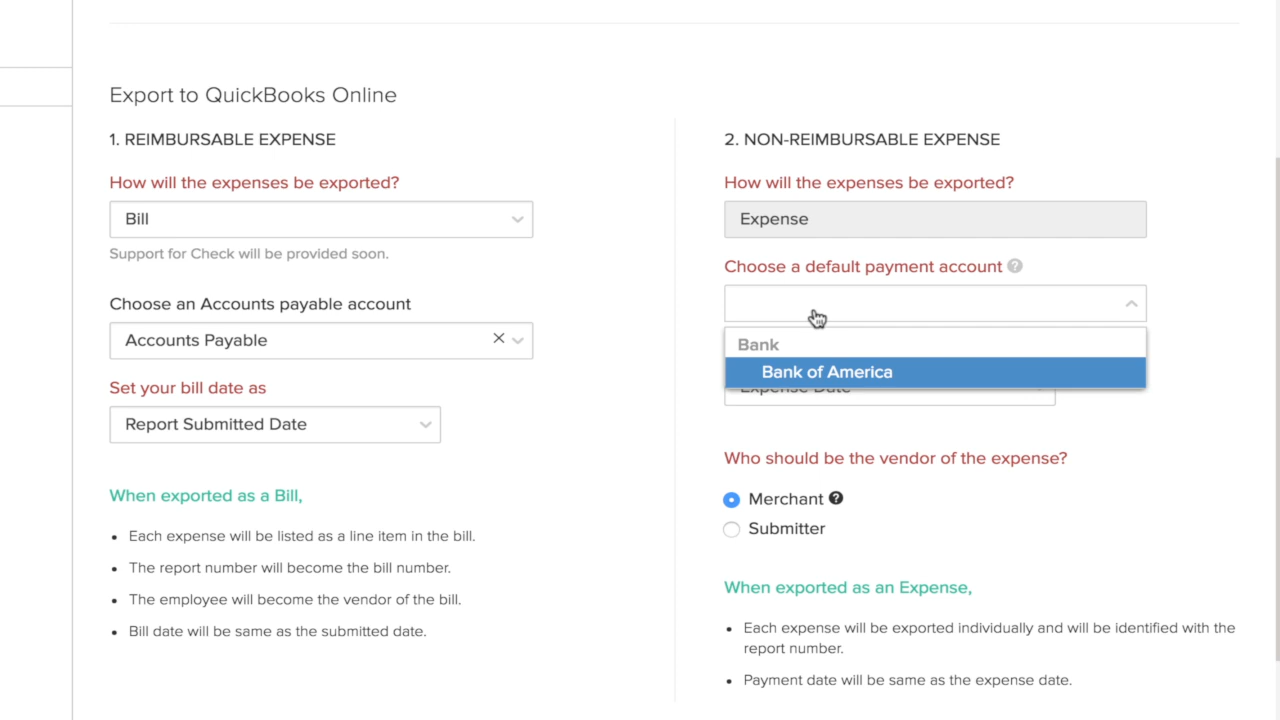 Export to QuickBooks Online
1. REIMBURSABLE EXPENSE
How will the expenses be exported?
Bill
Support for Check will be provided soon.
Choose an Accounts payable account
Accounts Payable
Set your bill date as
Report Submitted Date
When exported as a Bill,
Each expense will be listed as a line item in the bill.
The report number will become the bill number.
The employee will become the vendor of the bill.
Bill date will be same as the submitted date.
2. NON-REIMBURSABLE EXPENSE
How will the expenses be exported?
Expense
Choose a default payment account ?
Bank
Bank of America
Expense Date
Who should be the vendor of the expense?
Merchant ?
Submitter
When exported as an Expense,
Each expense will be exported individually and will be identified with the
report number.
Payment date will be same as the expense date.